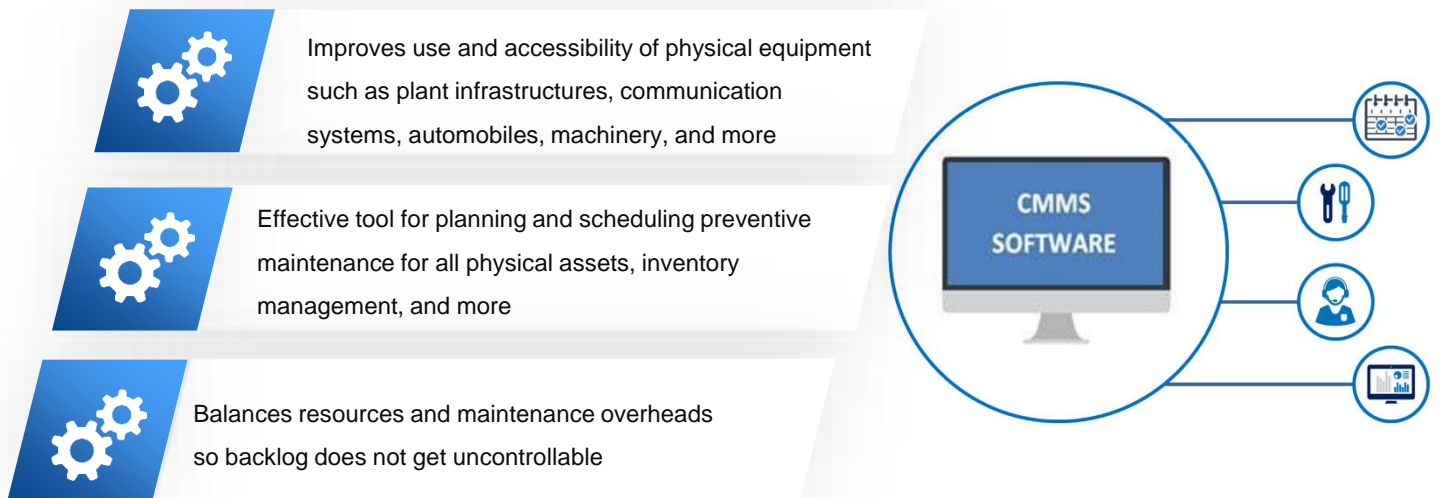 Improves use and accessibility of physical equipment
such as plant infrastructures, communication
systems, automobiles, machinery, and more
Effective tool for planning and scheduling preventive
maintenance for all physical assets, inventory
management, and more
Balances resources and maintenance overheads
so backlog does not get uncontrollable
CMMS
SOFTWARE